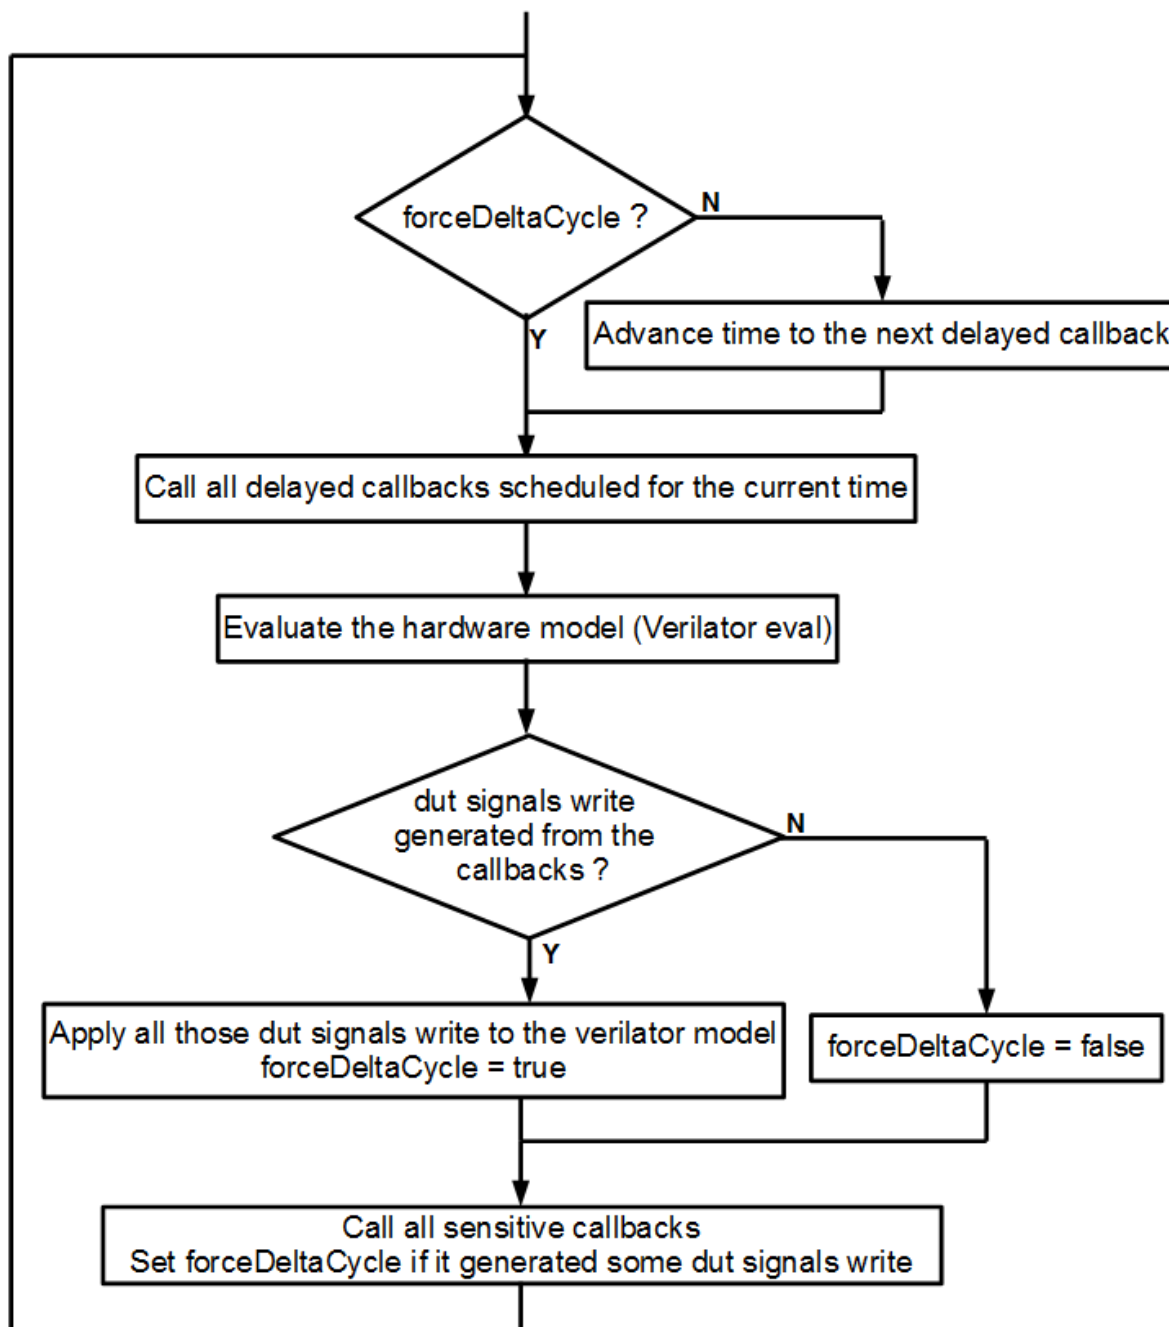 forceDeltaCycle ?
N
Y
Advance time to the next delayed callback
Call all delayed callbacks scheduled for the current time
Evaluate the hardware model (Verilator eval)
dut signals write
generated from the
callbacks ?
N
Y
Apply all those dut signals write to the verilator model
forceDeltaCycle = true
forceDeltaCycle = false
Call all sensitive callbacks
Set forceDeltaCycle if it generated some dut signals write